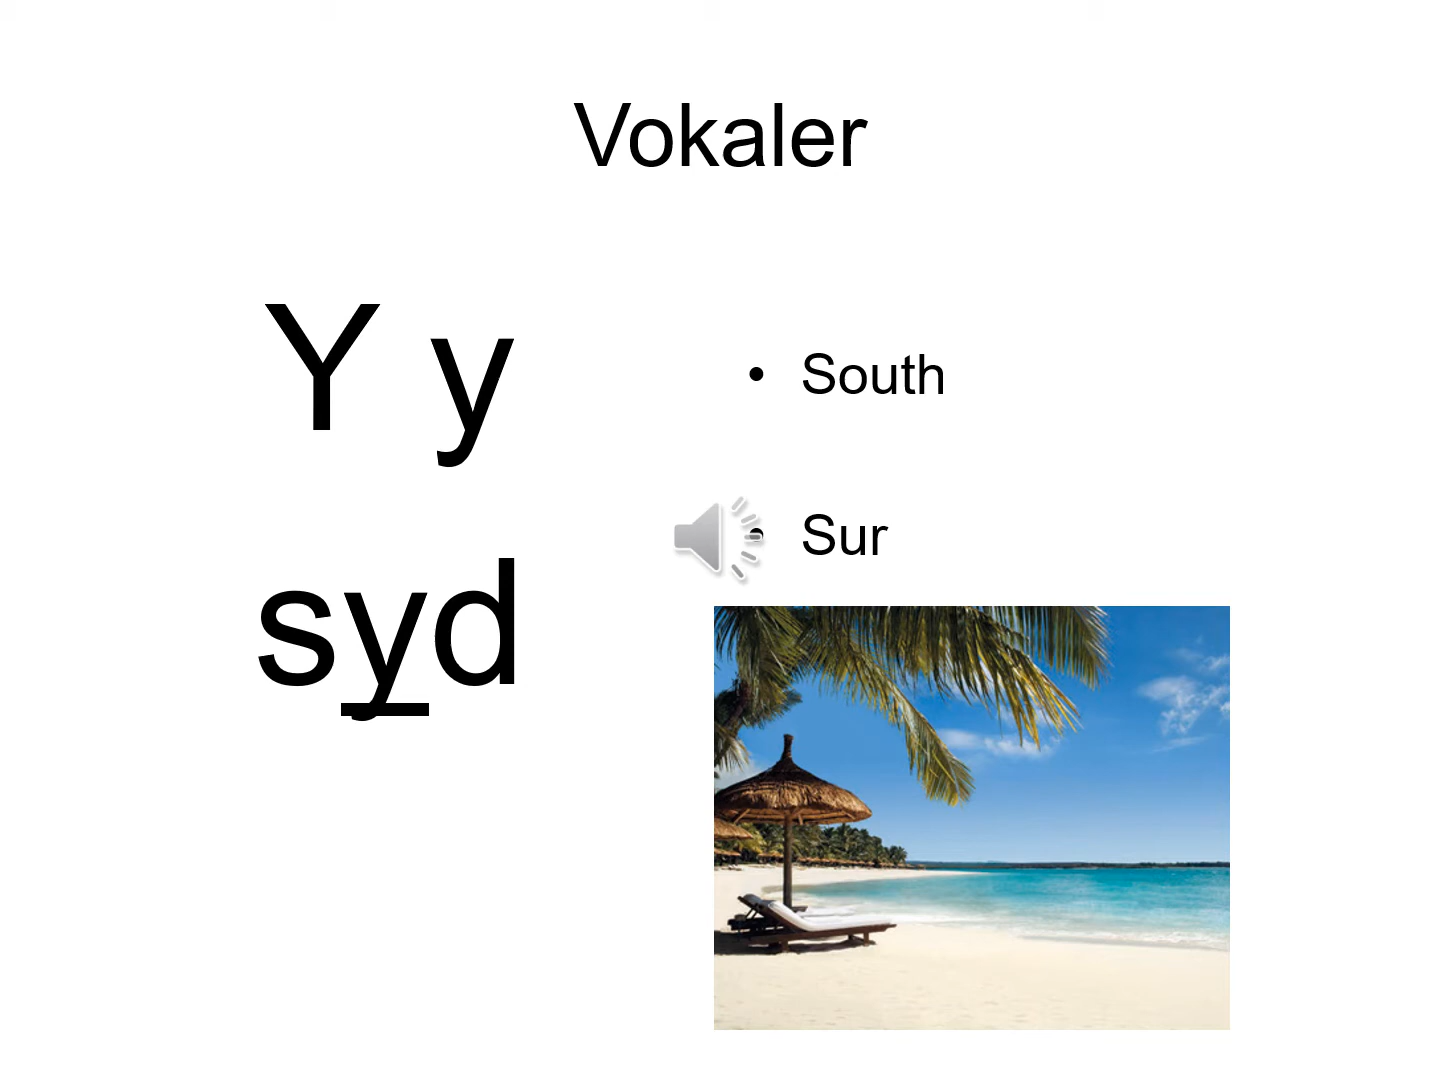 Vokaler
Y y
syd
• South
• Sur